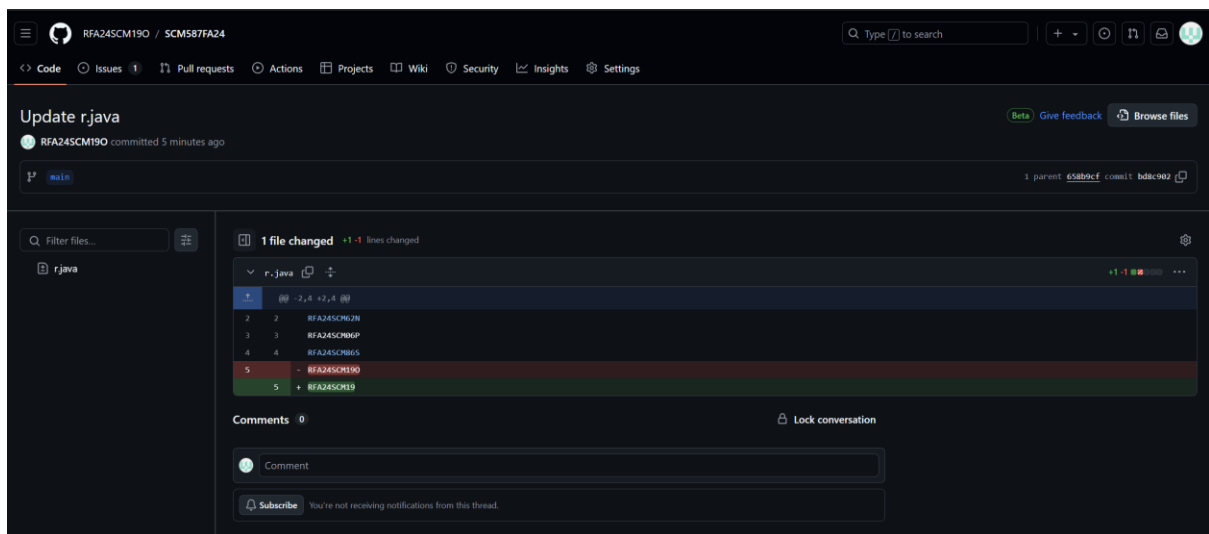 RFA24SCM19O / SCM587FA24
Type / to search
Code Issues 1 Pull requests Actions Projects Wiki Security Insights Settings
Update r.java
Beta Give feedback Browse files
RFA24SCM19O committed 5 minutes ago
main
1 parent 658b9cf commit bd8c902
Filter files...
1 file changed +1 -1 lines changed
r.java
r.java
+1 -1
@@ -2,4 +2,4 @@
2 2 RFA24SCM62N
3 3 RFA24SCM06P
4 4 RFA24SCM86S
5 - RFA24SCM19O
5 + RFA24SCM19
Comments 0
Lock conversation
Comment
Subscribe You're not receiving notifications from this thread.